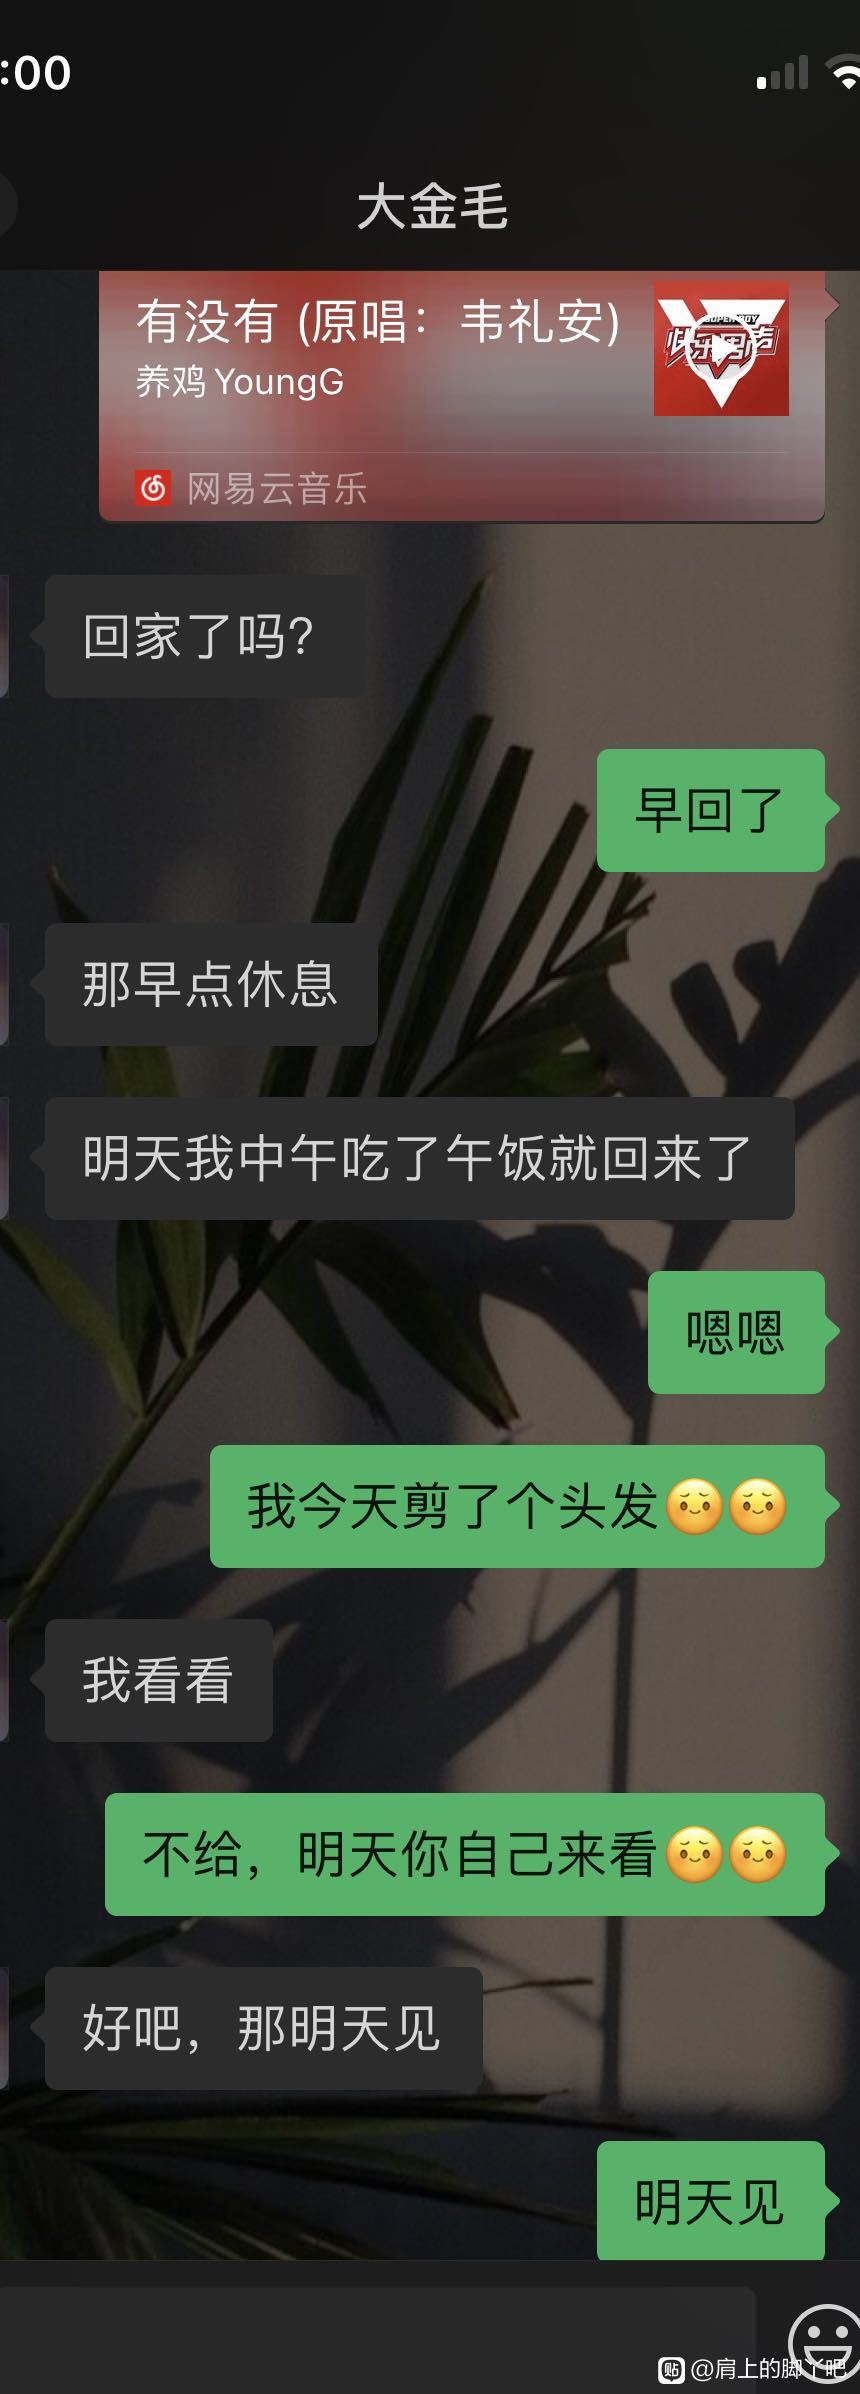 :00
大金毛
有没有 (原唱：韦礼安)
养鸡 YoungG
SUPER BOY
快乐男声
网易云音乐
回家了吗？
早回了
那早点休息
明天我中午吃了午饭就回来了
嗯嗯
我今天剪了个头发
我看看
不给，明天你自己来看
好吧，那明天见
明天见
贴 @肩上的脚丫吧